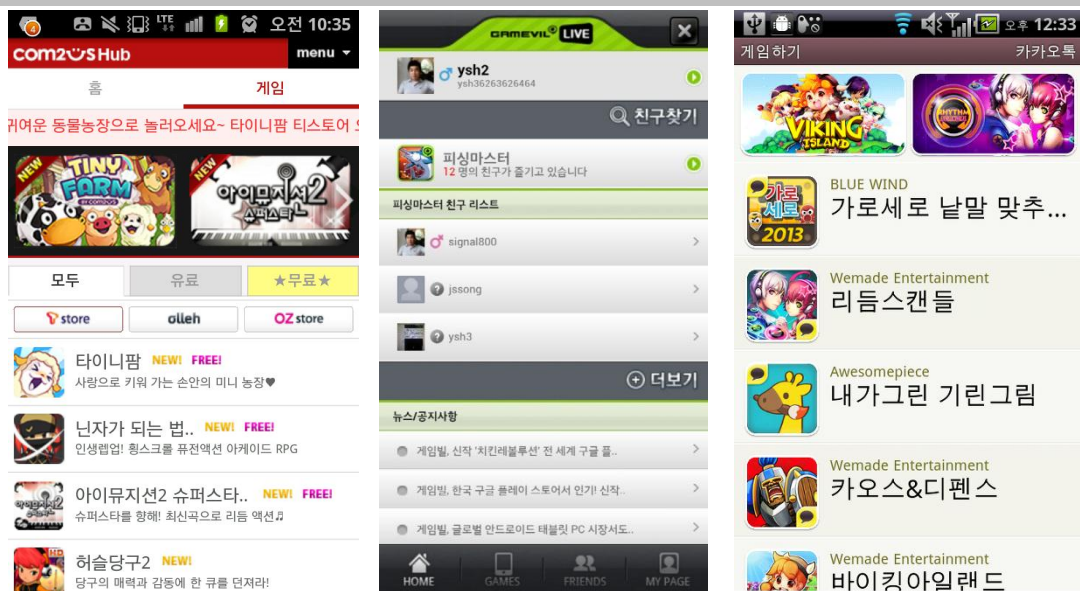 4
LTE
오전 10:35
COM2US Hub
menu
홈
게임
귀여운 동물농장으로 놀러오세요~ 타이니팜 티스토어
NEW
TINY FARM
BY COM2US
NEW
아이뮤지션2
슈퍼스타
모두
유료
★무료★
T store
olleh
OZ store
타이니팜 NEW! FREE!
사랑으로 키워 가는 손안의 미니 농장♥
닌자가 되는 법.. NEW! FREE!
인생렙업! 횡스크롤 퓨전액션 아케이드 RPG
아이뮤지션2 슈퍼스타.. NEW! FREE!
슈퍼스타를 향해! 최신곡으로 리듬 액션♫
HD
허슬당구2 NEW!
당구의 매력과 감동에 한 큐를 던져라!
GAMEVIL® LIVE
ysh2
ysh36263626464
친구찾기
피싱마스터
12 명의 친구가 즐기고 있습니다
피싱마스터 친구 리스트
signal800
? jssong
? ysh3
더보기
뉴스/공지사항
게임빌, 신작 '치킨레볼루션' 전 세계 구글 플..
게임빌, 한국 구글 플레이 스토어서 인기! 신작..
게임빌, 글로벌 안드로이드 태블릿 PC 시장서도..
HOME
GAMES
FRIENDS
MY PAGE
오후 12:33
게임하기
카카오톡
VIKING ISLAND
RHYTHM
BLUE WIND
가로세로 낱말 맞추...
가로
세로
2013
Wemade Entertainment
리듬스캔들
Awesomepiece
내가그린 기린그림
Wemade Entertainment
카오스&디펜스
Wemade Entertainment
바이킹아일랜드